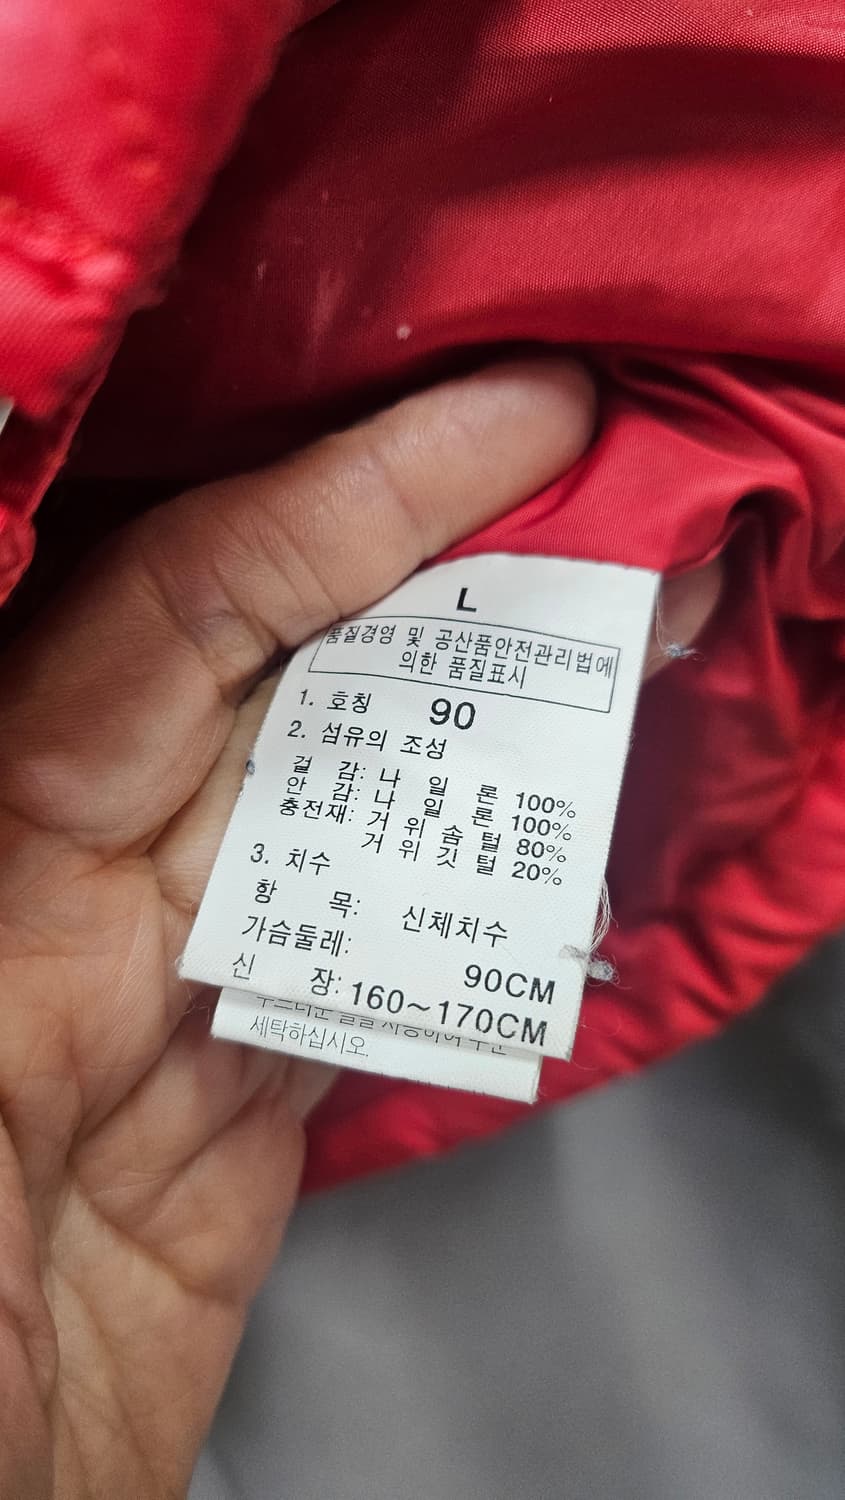 L
품질경영 및 공산품안전관리법에
의한 품질표시
1. 호칭 90
2. 섬유의 조성
겉 감: 나 일 론 100%
안 감: 나 일 론 100%
충전재: 거 위 솜 털 80%
거 위 깃 털 20%
3. 치수
항 목: 신체치수
가슴둘레: 90CM
신 장: 160~170CM
세탁하십시오.